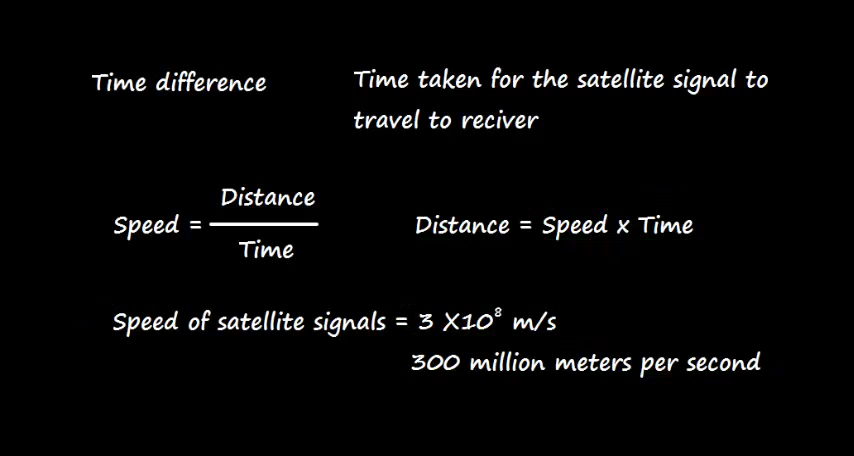 Time difference
Time taken for the satellite signal to
travel to reciver
Speed = Distance
Time
Distance = Speed x Time
Speed of satellite signals = 3 X10⁸ m/s
300 million meters per second